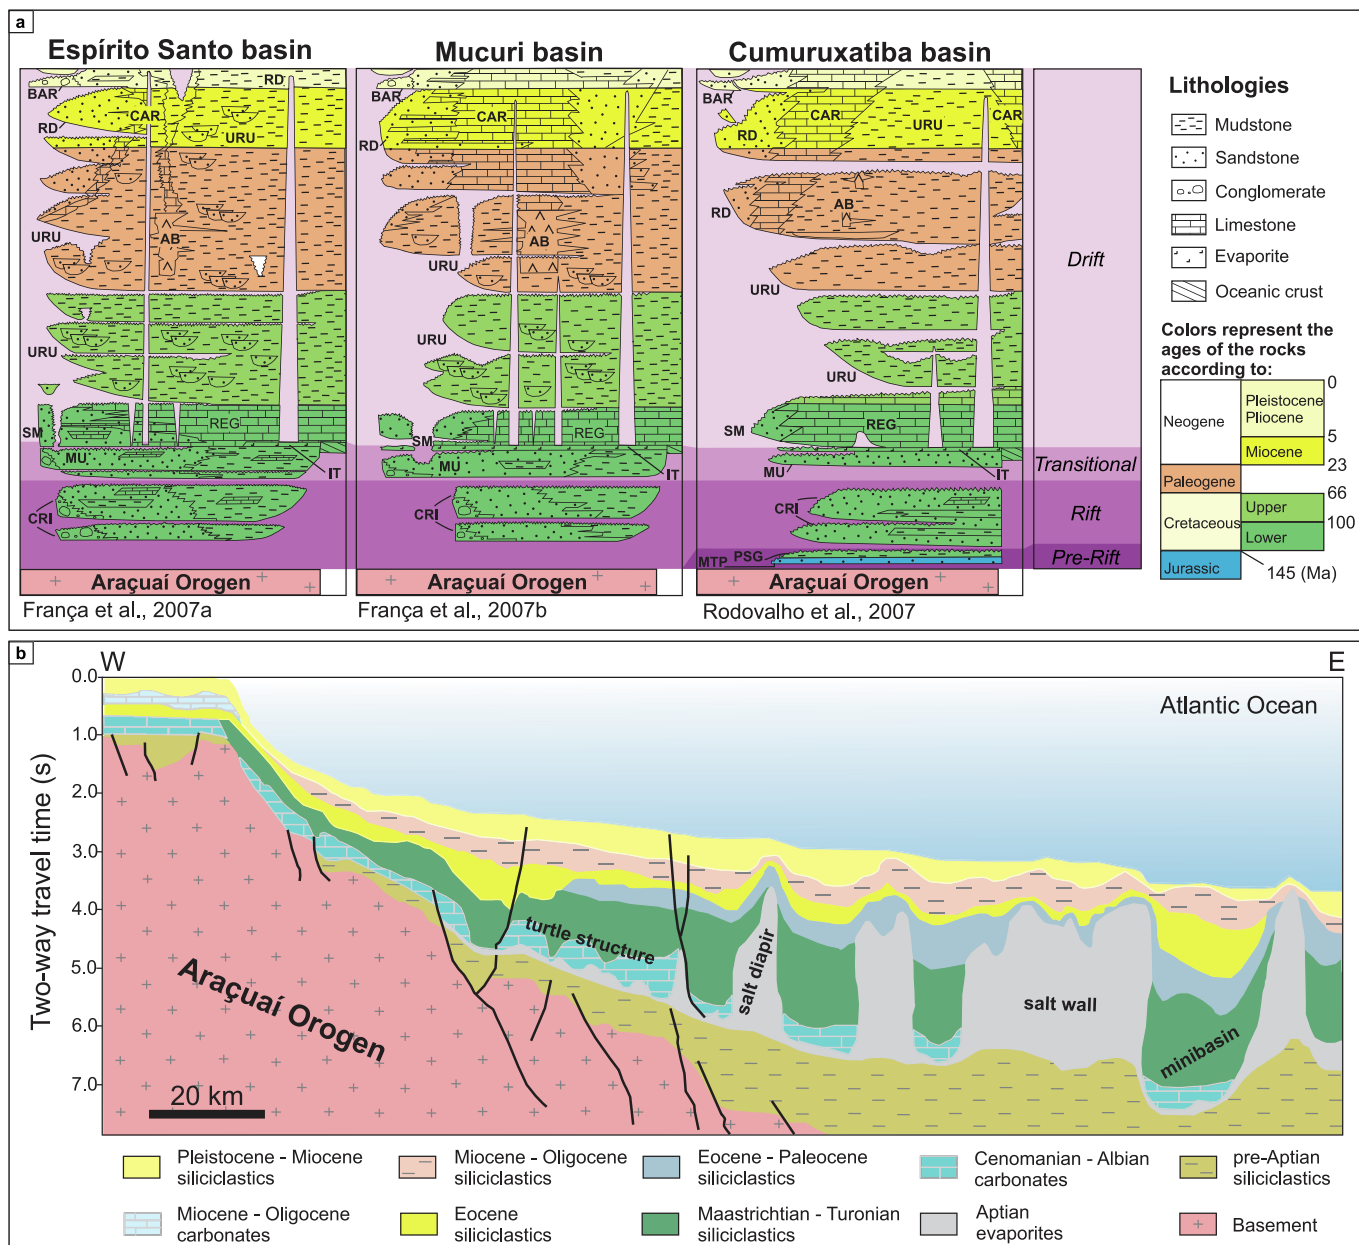 a
Espírito Santo basin
Mucuri basin
Cumuruxatiba basin
RD
BAR
CAR
RD
URU
AB
URU
URU
REG
SM
MU
IT
CRI
Araçuaí Orogen
França et al., 2007a
BAR
CAR
RD
AB
URU
URU
REG
SM
MU
IT
CRI
Araçuaí Orogen
França et al., 2007b
BAR
CAR
CAR
URU
RD
AB
RD
URU
URU
REG
SM
MU
IT
CRI
PSG
MTP
Araçuaí Orogen
Rodovalho et al., 2007
Drift
Transitional
Rift
Pre-Rift
Lithologies
Mudstone
Sandstone
Conglomerate
Limestone
Evaporite
Oceanic crust
Colors represent the
ages of the rocks
according to:
0
Pleistocene
Pliocene
Neogene
5
Miocene
23
Paleogene
66
Upper
Cretaceous
100
Lower
Jurassic
145 (Ma)
b
W
E
Atlantic Ocean
Two-way travel time (s)
0.0
1.0
2.0
3.0
4.0
5.0
6.0
7.0
turtle structure
salt diapir
salt wall
minibasin
Araçuaí Orogen
20 km
Pleistocene - Miocene
siliciclastics
Miocene - Oligocene
siliciclastics
Eocene - Paleocene
siliciclastics
Cenomanian - Albian
carbonates
pre-Aptian
siliciclastics
Miocene - Oligocene
carbonates
Eocene
siliciclastics
Maastrichtian - Turonian
siliciclastics
Aptian
evaporites
Basement